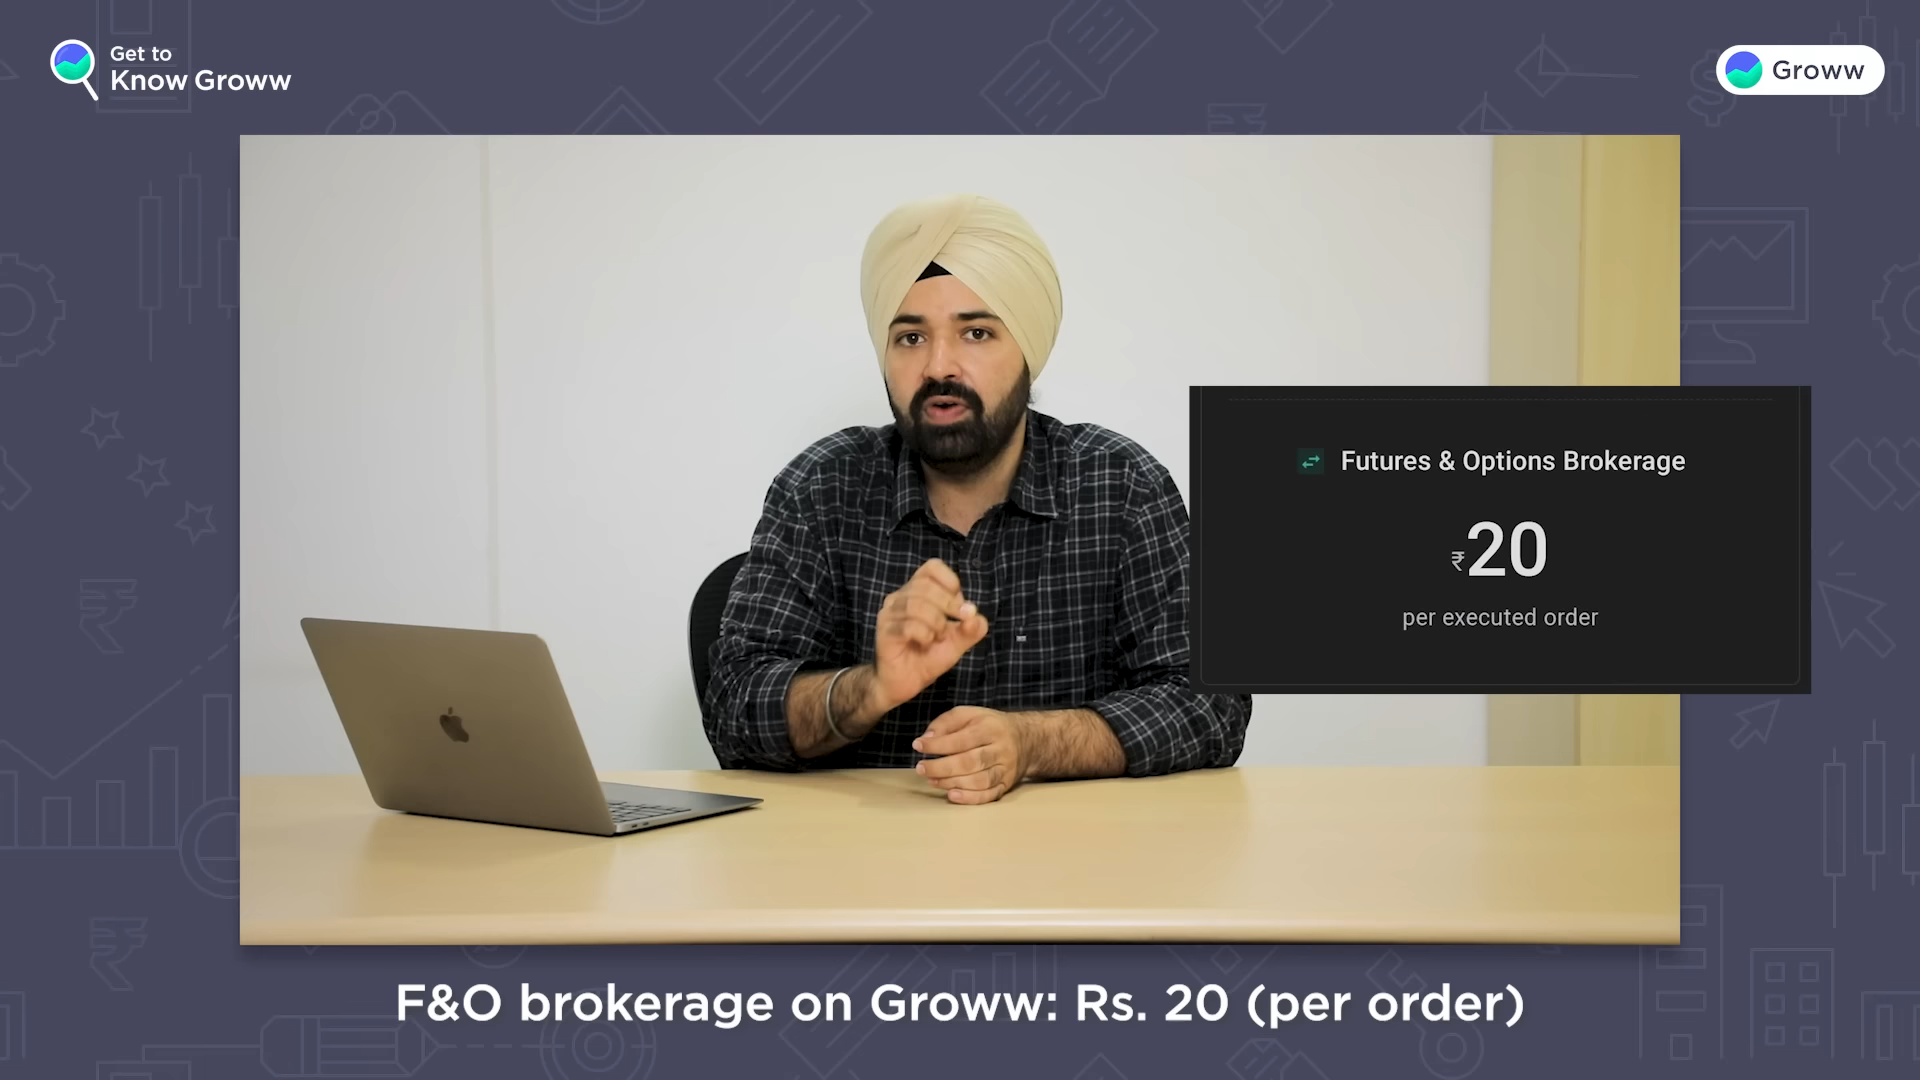 Get to
Know Groww
Groww
Futures & Options Brokerage
₹20
per executed order
F&O brokerage on Groww: Rs. 20 (per order)